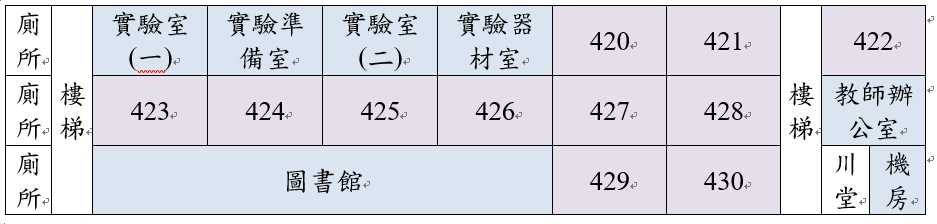 廁所 樓梯 實驗室(一) 實驗準備室 實驗室(二) 實驗器材室 420 421 樓梯 422
廁所 423 424 425 426 427 428 教師辦公室
廁所 圖書館 429 430 川堂 機房